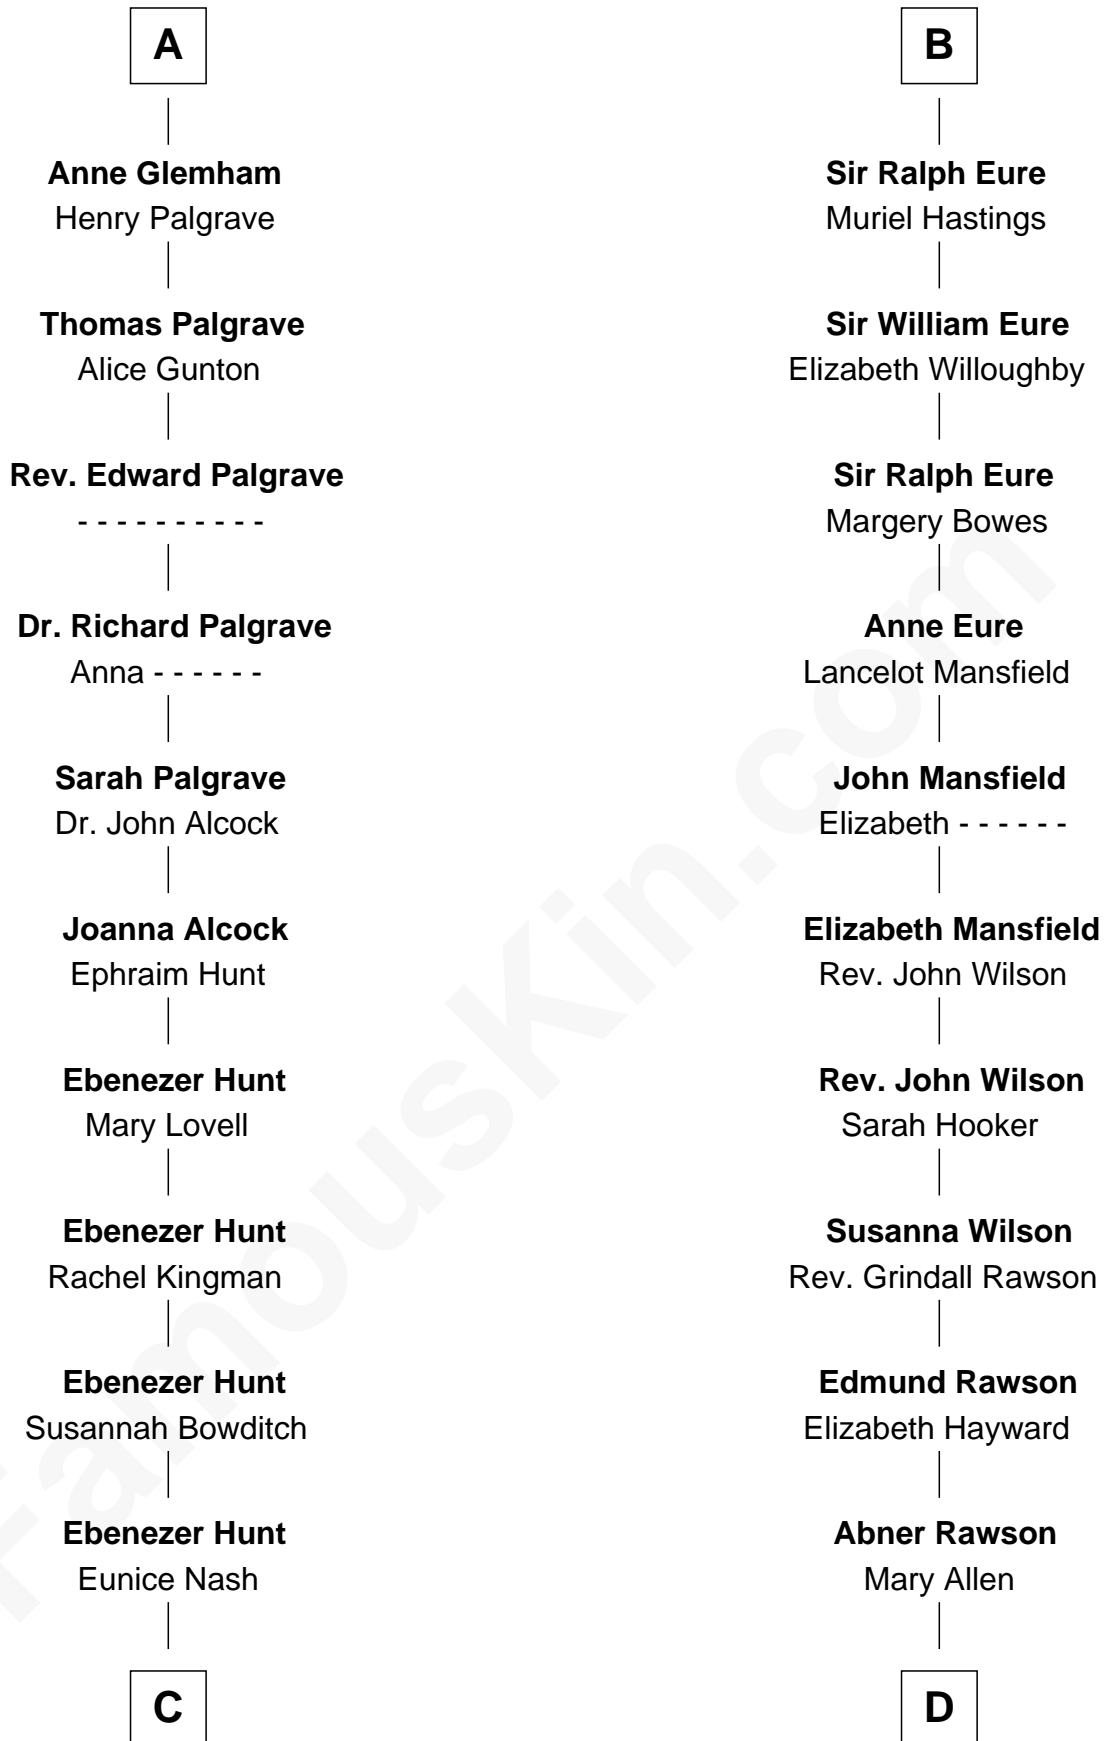 A
Anne Glemham
Henry Palgrave
Thomas Palgrave
Alice Gunton
Rev. Edward Palgrave
- - - - - - - - - -
Dr. Richard Palgrave
Anna - - - - - -
Sarah Palgrave
Dr. John Alcock
Joanna Alcock
Ephraim Hunt
Ebenezer Hunt
Mary Lovell
Ebenezer Hunt
Rachel Kingman
Ebenezer Hunt
Susannah Bowditch
Ebenezer Hunt
Eunice Nash
C
B
Sir Ralph Eure
Muriel Hastings
Sir William Eure
Elizabeth Willoughby
Sir Ralph Eure
Margery Bowes
Anne Eure
Lancelot Mansfield
John Mansfield
Elizabeth - - - - - -
Elizabeth Mansfield
Rev. John Wilson
Rev. John Wilson
Sarah Hooker
Susanna Wilson
Rev. Grindall Rawson
Edmund Rawson
Elizabeth Hayward
Abner Rawson
Mary Allen
D
FamousKin.com